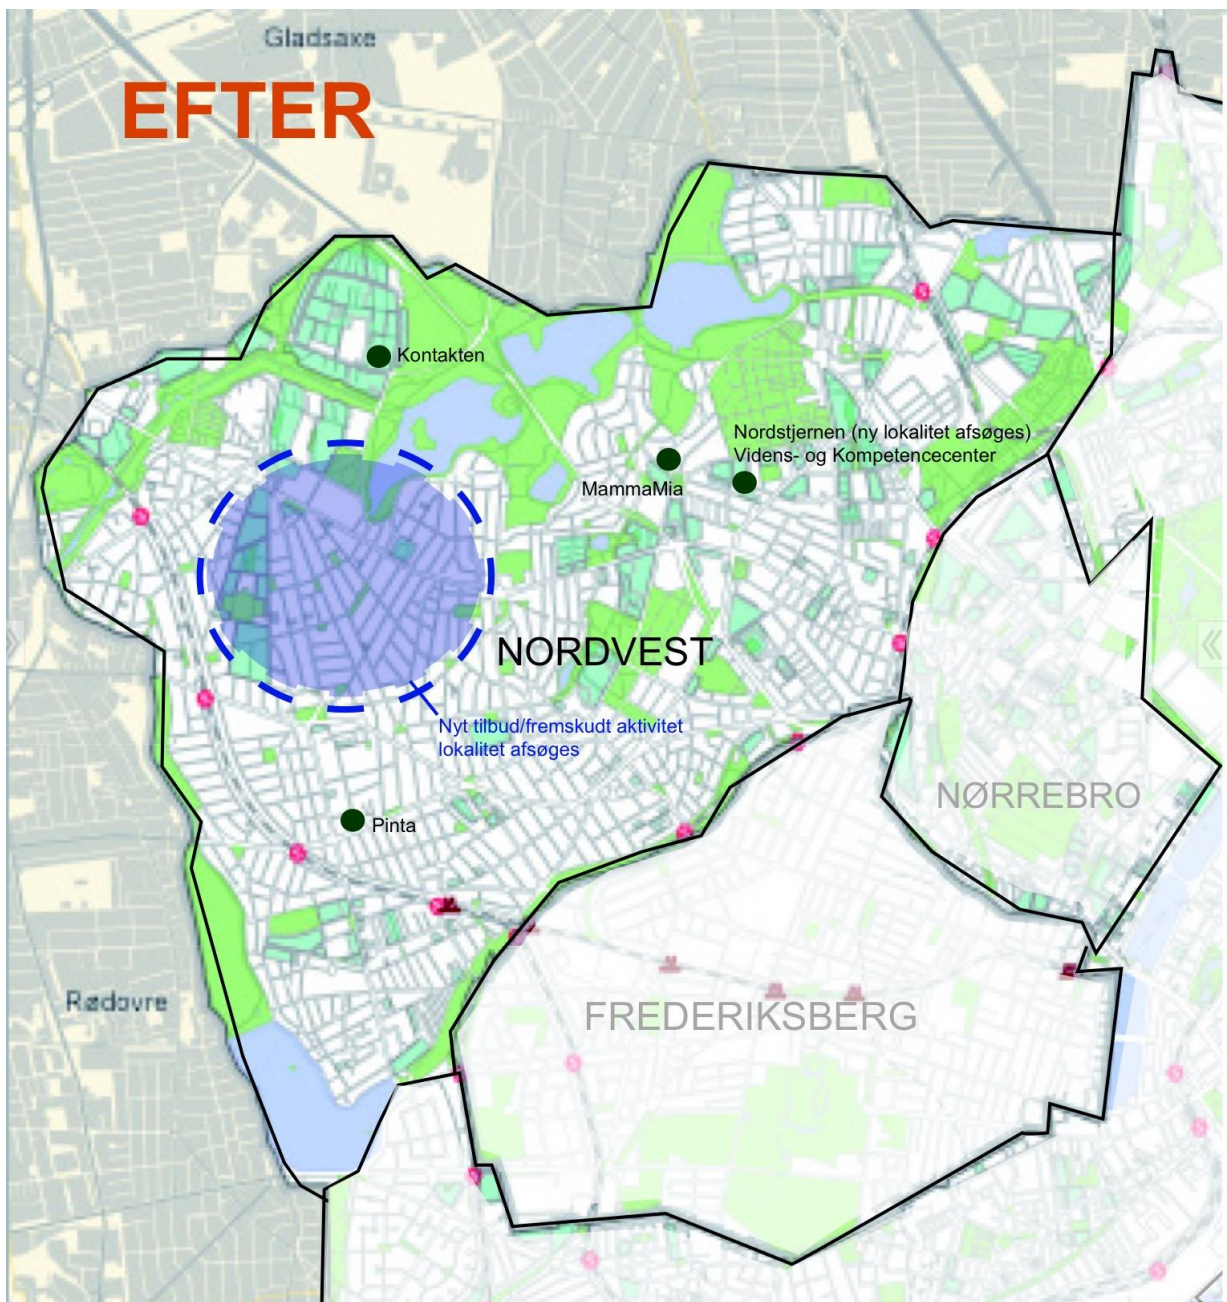 Gladsaxe
EFTER
Kontakten
Nordstjernen (ny lokalitet afsøges)
Videns- og Kompetencecenter
MammaMia
NORDVEST
Nyt tilbud/fremskudt aktivitet
lokalitet afsøges
NØRREBRO
Pinta
Rødovre
FREDERIKSBERG